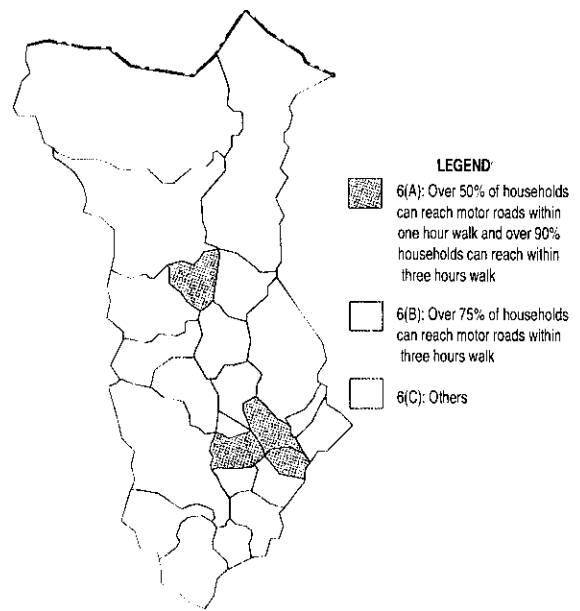 LEGEND
6(A): Over 50% of households
can reach motor roads within
one hour walk and over 90%
households can reach within
three hours walk
6(B): Over 75% of households
can reach motor roads within
three hours walk
6(C): Others